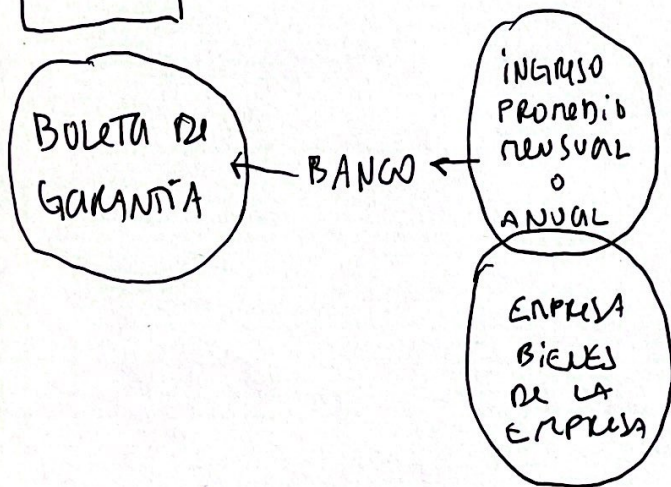 BOLETA DE
GARANTÍA
BANCO
INGRESO
PROMEDIO
MENSUAL
O
ANUAL
EMPRESA
BIENES
DE LA
EMPRESA